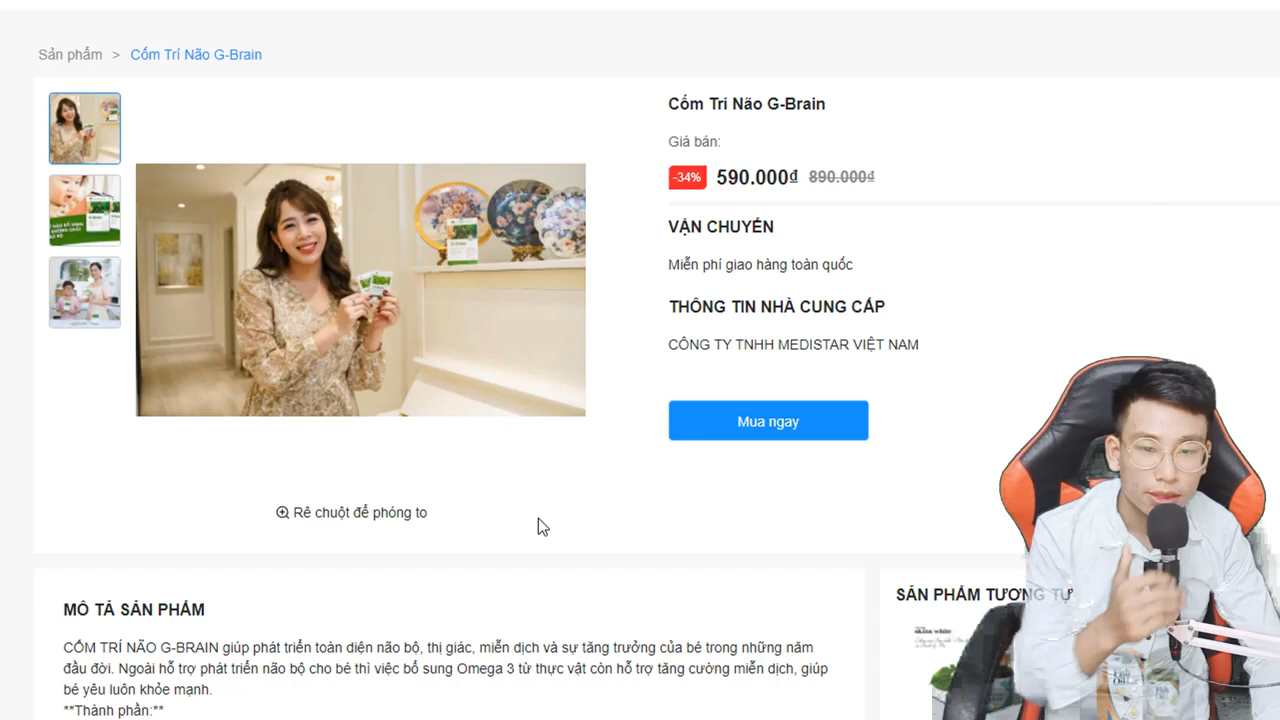 Sản phẩm > Cốm Trí Não G-Brain
Cốm Trí Não G-Brain
Giá bán:
-34% 590.000₫ 890.000₫
VẬN CHUYỂN
Miễn phí giao hàng toàn quốc
THÔNG TIN NHÀ CUNG CẤP
CÔNG TY TNHH MEDISTAR VIỆT NAM
Mua ngay
Rê chuột để phóng to
MÔ TẢ SẢN PHẨM
CỐM TRÍ NÃO G-BRAIN giúp phát triển toàn diện não bộ, thị giác, miễn dịch và sự tăng trưởng của bé trong những năm
đầu đời. Ngoài hỗ trợ phát triển não bộ cho bé thì việc bổ sung Omega 3 từ thực vật còn hỗ trợ tăng cường miễn dịch, giúp
bé yêu luôn khỏe mạnh.
**Thành phần:**
SẢN PHẨM TƯƠNG TỰ
skins white